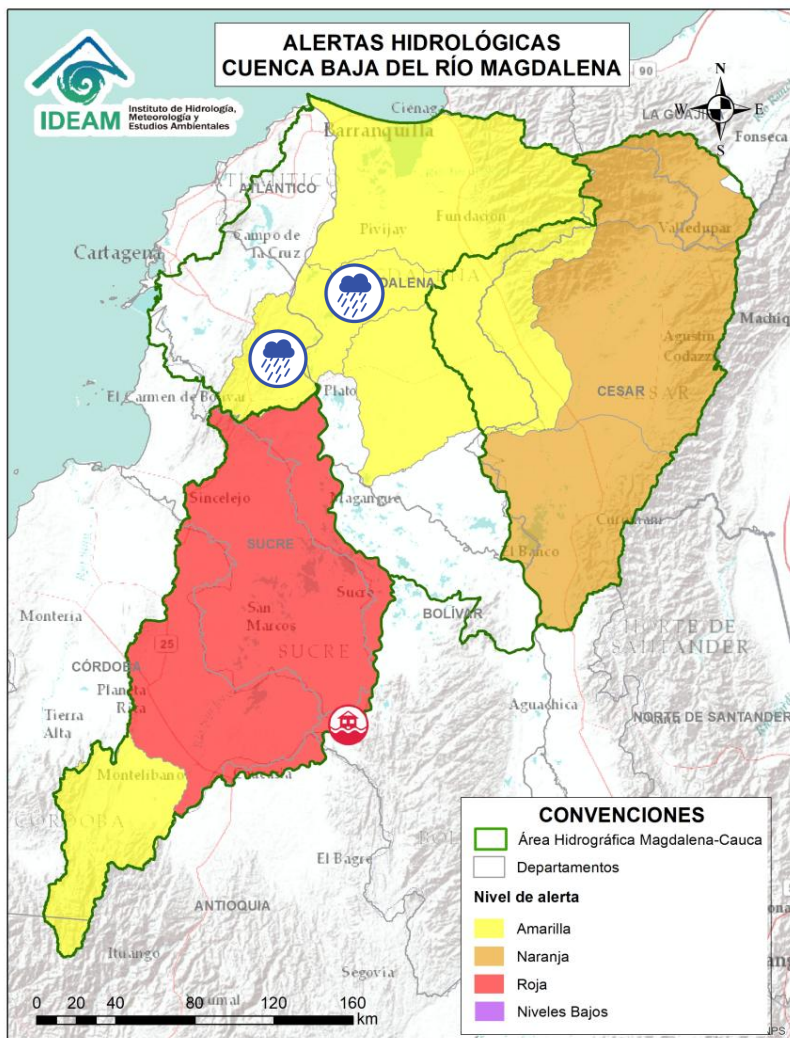 ALERTAS HIDROLÓGICAS
CUENCA BAJA DEL RÍO MAGDALENA
IDEAM
Instituto de Hidrología,
Meteorología y
Estudios Ambientales
N
W
E
S
90
LA GUAJIRA
Fonseca
Ciénaga
Barranquilla
ATLÁNTICO
Pivijay
Fundación
Valledupar
Cartagena
Campo de
la Cruz
Machiq
Agustín
Codazzi
CESAR
El Carmen de Bolívar
Plato
Sincelejo
Magangué
Curumaní
SUCRE
El Banco
Sucre
Montería
San
Marcos
BOLÍVAR
SUCRE
NORTE DE
SANTANDER
25
CÓRDOBA
Planeta
Rica
Aguachica
Tierra
Alta
NORTE DE SANTANDER
Montelíbano
Caucasia
CÓRDOBA
El Bagre
ANTIOQUIA
Ituango
Segovia
CONVENCIONES
Área Hidrográfica Magdalena-Cauca
Departamentos
Nivel de alerta
Amarilla
Naranja
Roja
Niveles Bajos
0 20 40 80 120 160
km